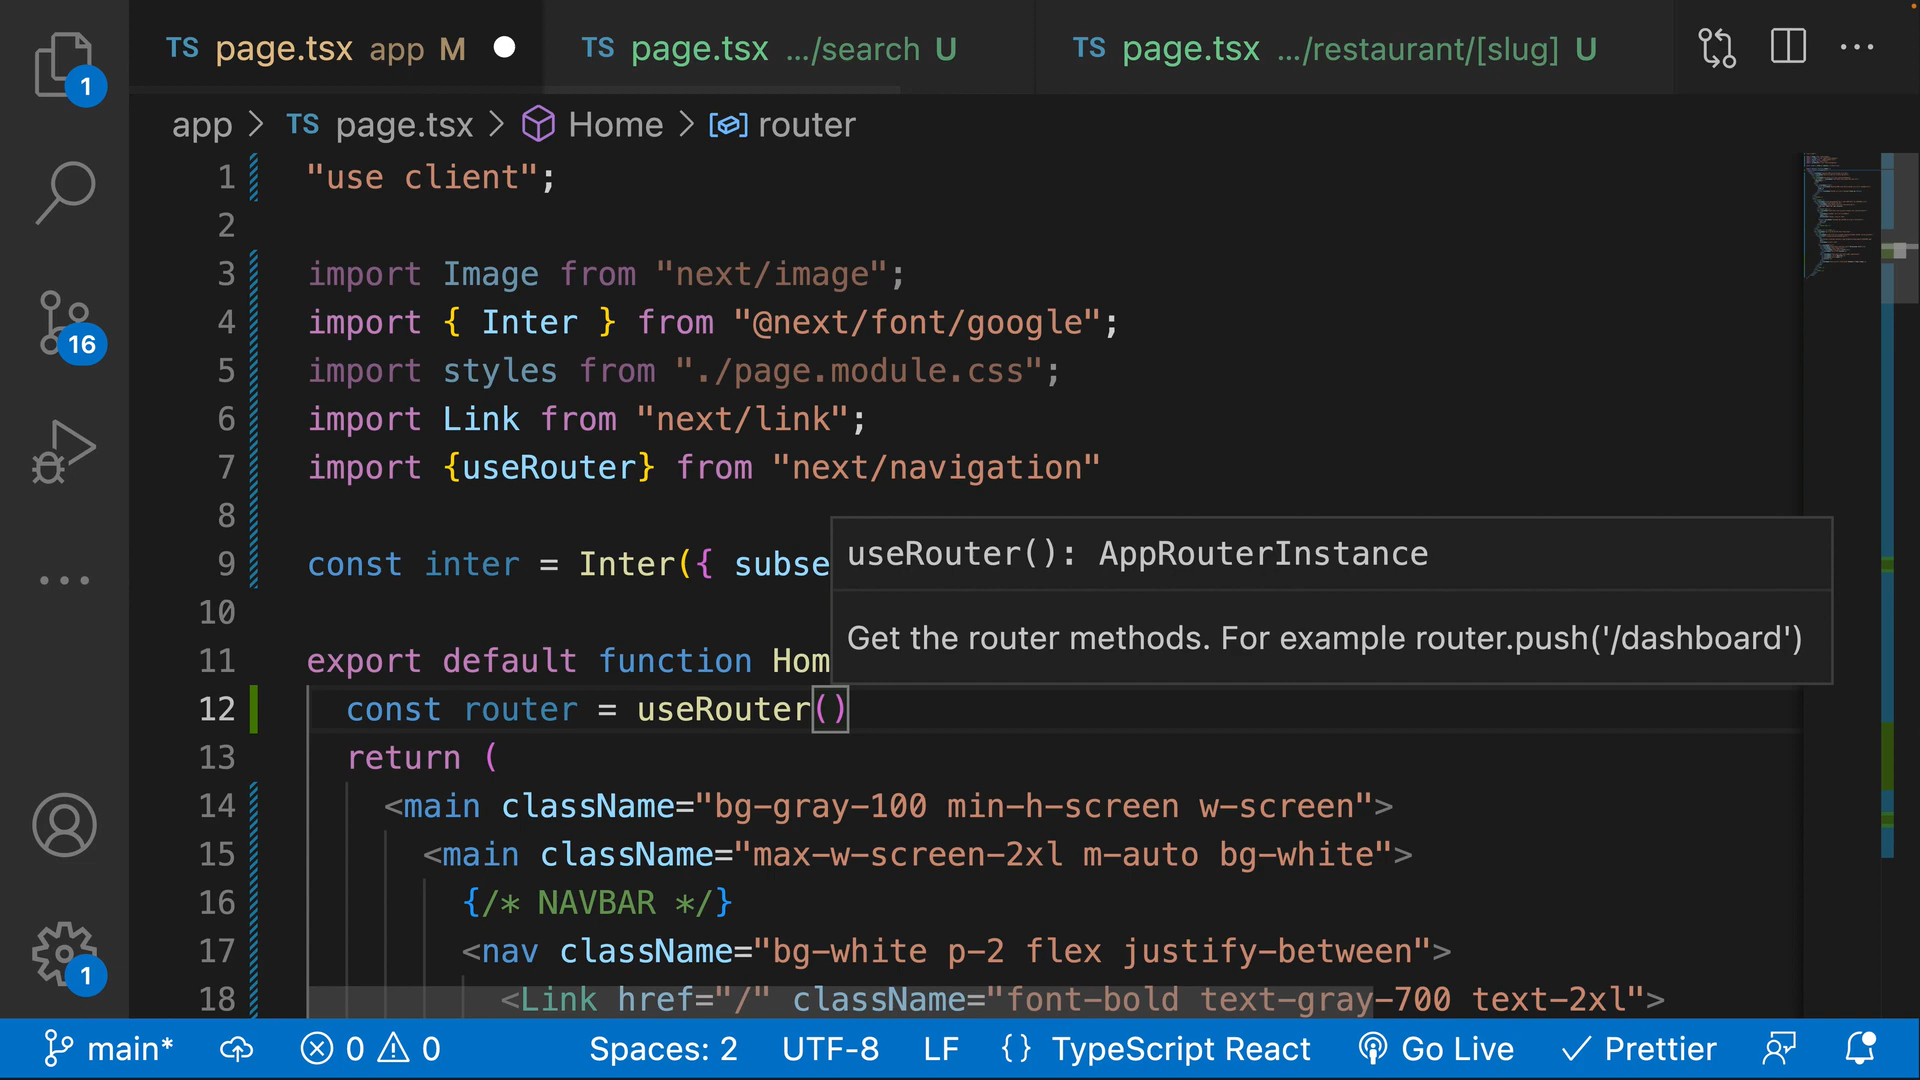 TS page.tsx app M
TS page.tsx .../search U
TS page.tsx .../restaurant/[slug] U
app > TS page.tsx > Home > router
1 "use client";
2
3 import Image from "next/image";
4 import { Inter } from "@next/font/google";
5 import styles from "./page.module.css";
6 import Link from "next/link";
7 import {useRouter} from "next/navigation"
8
9 const inter = Inter({ subse
useRouter(): AppRouterInstance
Get the router methods. For example router.push('/dashboard')
10
11 export default function Hom
12 const router = useRouter()
13 return (
14 <main className="bg-gray-100 min-h-screen w-screen">
15 <main className="max-w-screen-2xl m-auto bg-white">
16 {/* NAVBAR */}
17 <nav className="bg-white p-2 flex justify-between">
18 <Link href="/" className="font-bold text-gray-700 text-2xl">
1
16
1
main* 0 0 Spaces: 2 UTF-8 LF {} TypeScript React Go Live Prettier